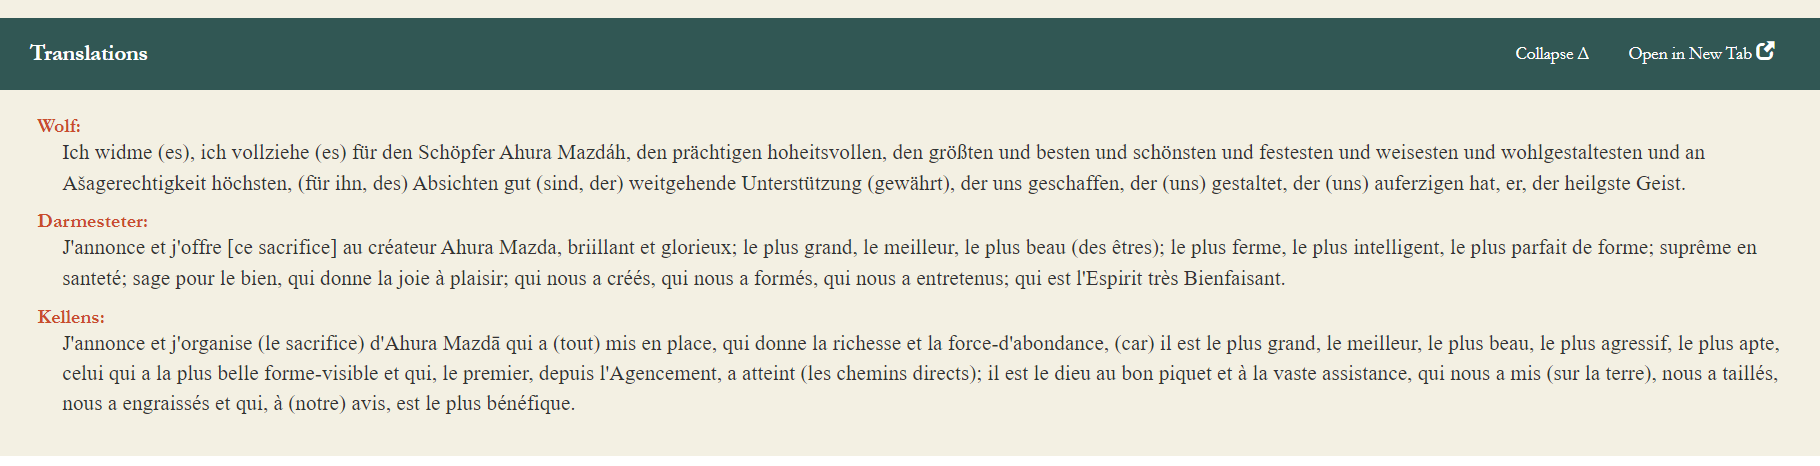 Translations
Collapse Δ
Open in New Tab
Wolf:
Ich widme (es), ich vollziehe (es) für den Schöpfer Ahura Mazdáh, den prächtigen hoheitsvollen, den größten und besten und schönsten und festesten und weisesten und wohlgestaltesten und an
Ašagerechtigkeit höchsten, (für ihn, des) Absichten gut (sind, der) weitgehende Unterstützung (gewährt), der uns geschaffen, der (uns) gestaltet, der (uns) auferzigen hat, er, der heilgste Geist.
Darmesteter:
J'annonce et j'offre [ce sacrifice] au créateur Ahura Mazda, briillant et glorieux; le plus grand, le meilleur, le plus beau (des êtres); le plus ferme, le plus intelligent, le plus parfait de forme; suprême en
santeté; sage pour le bien, qui donne la joie à plaisir; qui nous a créés, qui nous a formés, qui nous a entretenus; qui est l'Espirit très Bienfaisant.
Kellens:
J'annonce et j'organise (le sacrifice) d'Ahura Mazdā qui a (tout) mis en place, qui donne la richesse et la force-d'abondance, (car) il est le plus grand, le meilleur, le plus beau, le plus agressif, le plus apte,
celui qui a la plus belle forme-visible et qui, le premier, depuis l'Agencement, a atteint (les chemins directs); il est le dieu au bon piquet et à la vaste assistance, qui nous a mis (sur la terre), nous a taillés,
nous a engraissés et qui, à (notre) avis, est le plus bénéfique.